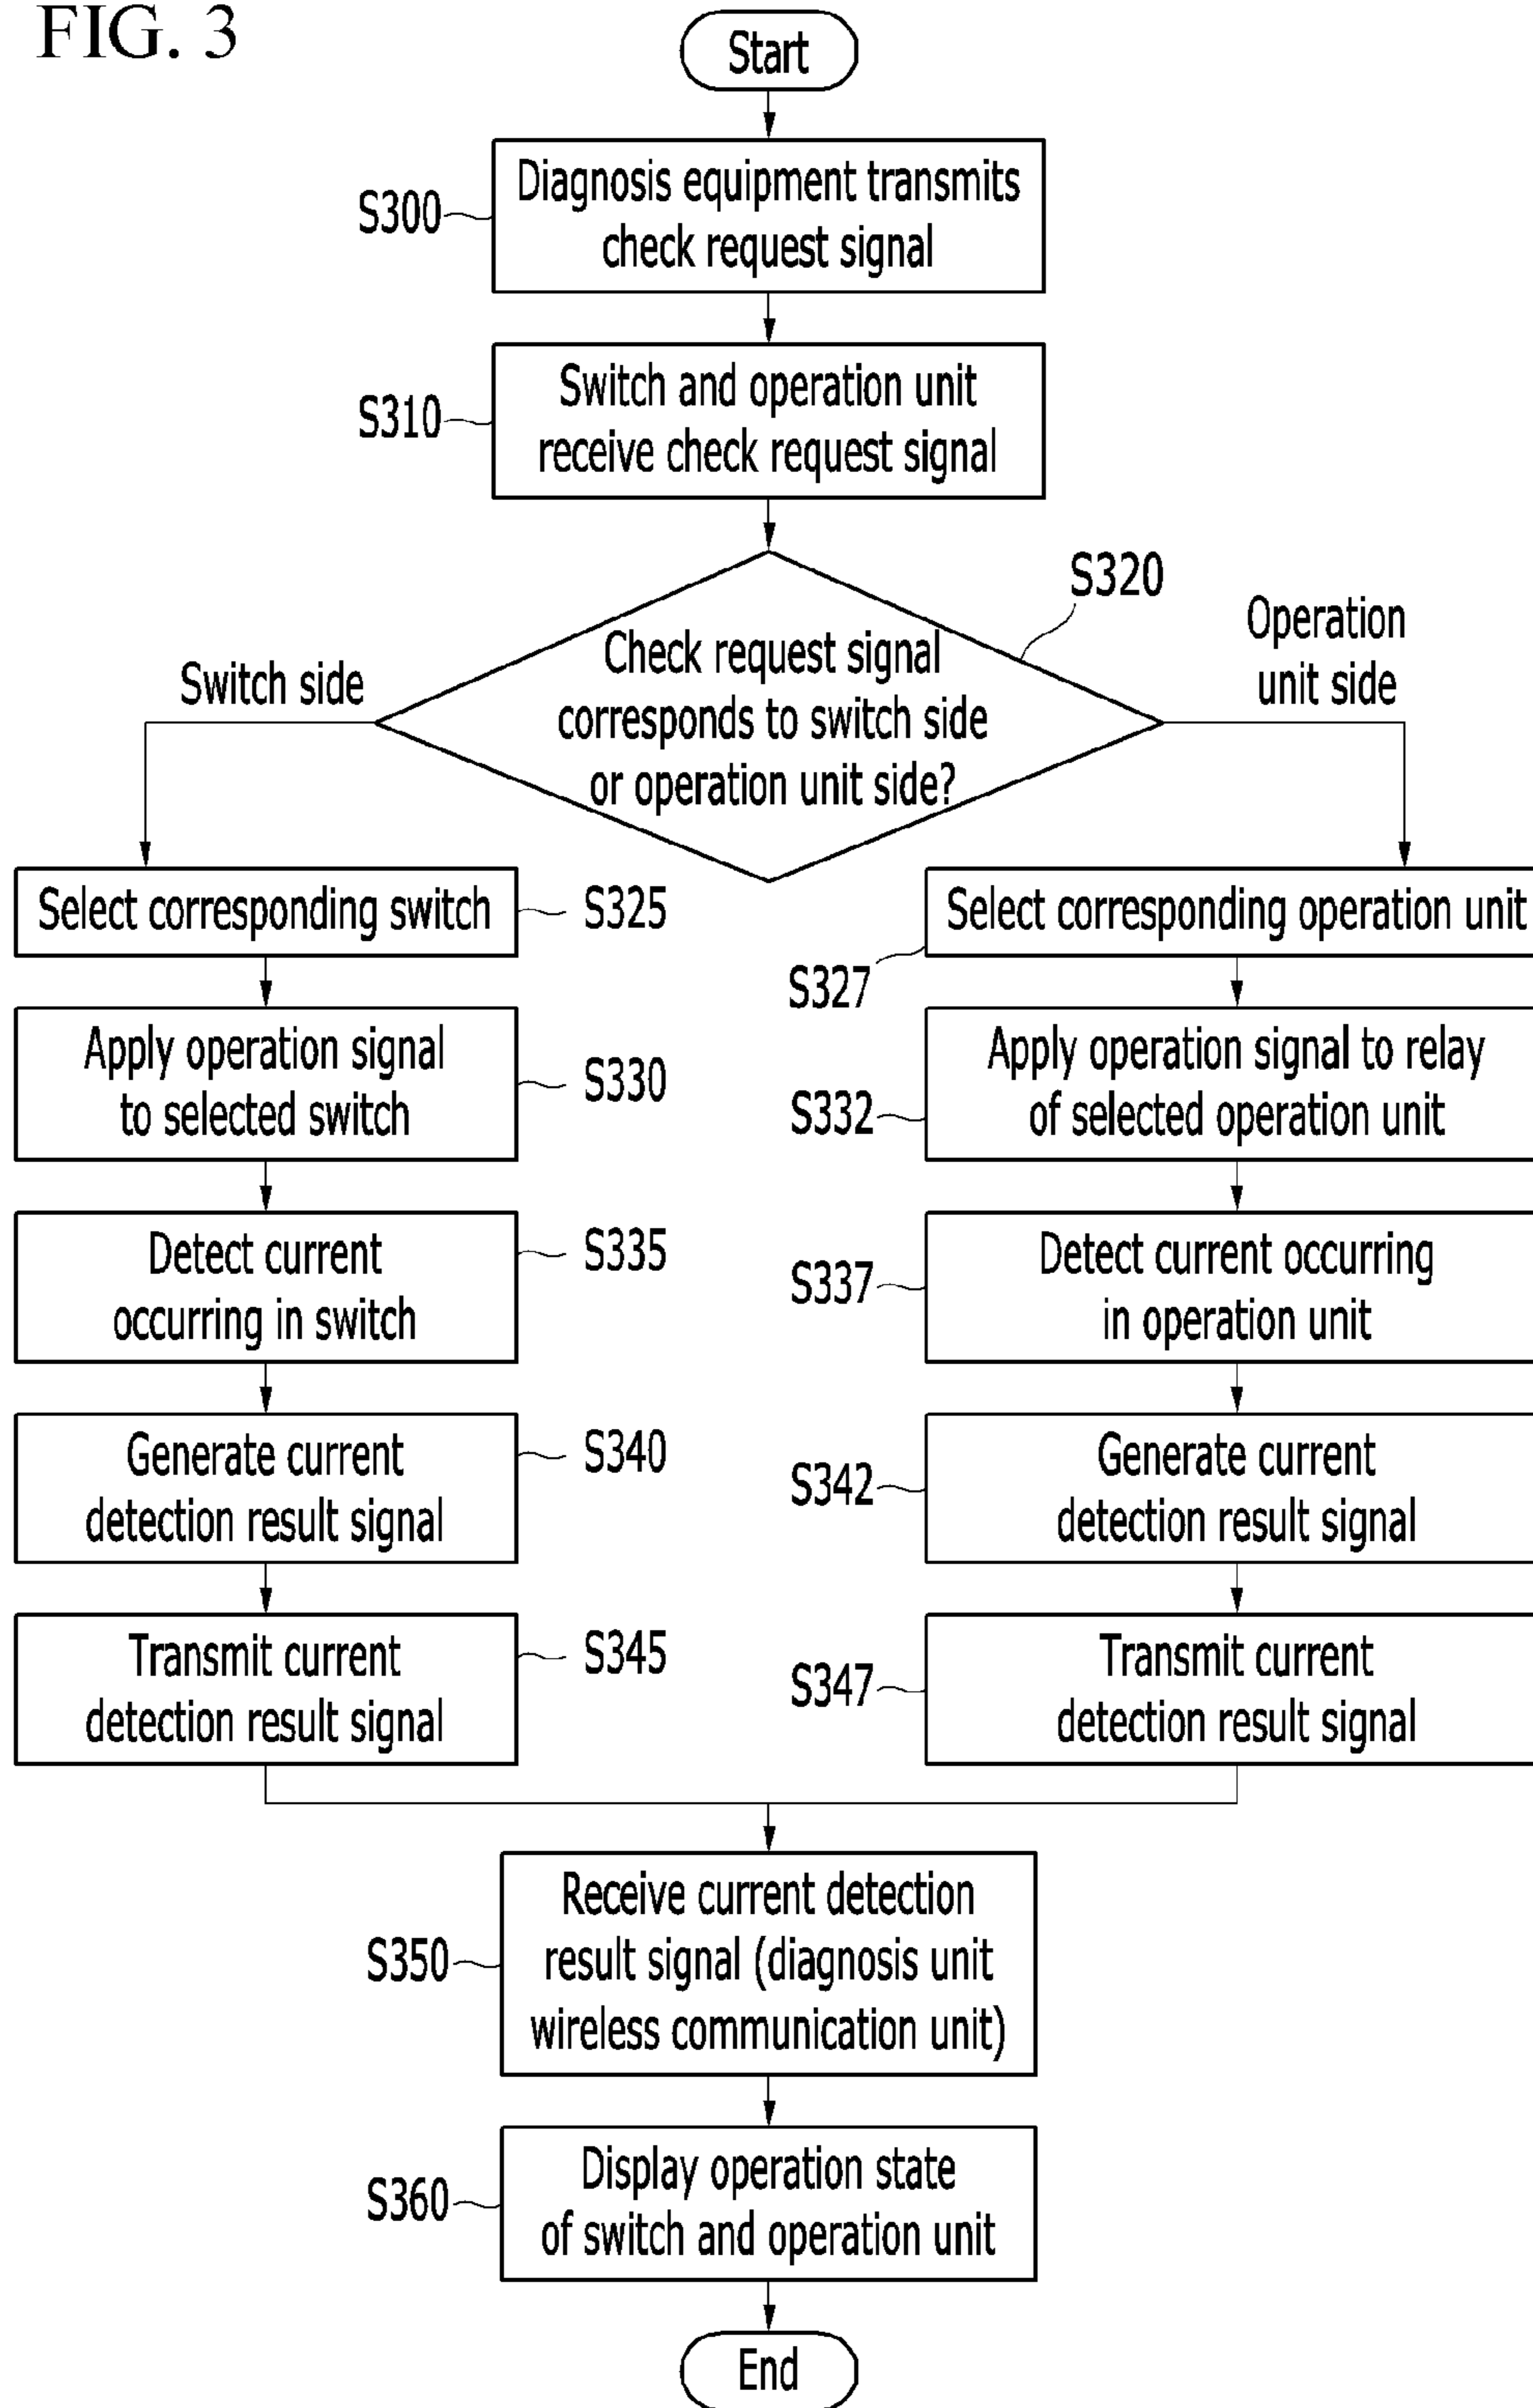 FIG. 3
Start
S300
Diagnosis equipment transmits
check request signal
S310
Switch and operation unit
receive check request signal
S320
Check request signal
corresponds to switch side
or operation unit side?
Switch side
Operation
unit side
Select corresponding switch
S325
Select corresponding operation unit
S327
Apply operation signal
to selected switch
S330
Apply operation signal to relay
of selected operation unit
S332
Detect current
occurring in switch
S335
Detect current occurring
in operation unit
S337
Generate current
detection result signal
S340
Generate current
detection result signal
S342
Transmit current
detection result signal
S345
Transmit current
detection result signal
S347
S350
Receive current detection
result signal (diagnosis unit
wireless communication unit)
S360
Display operation state
of switch and operation unit
End